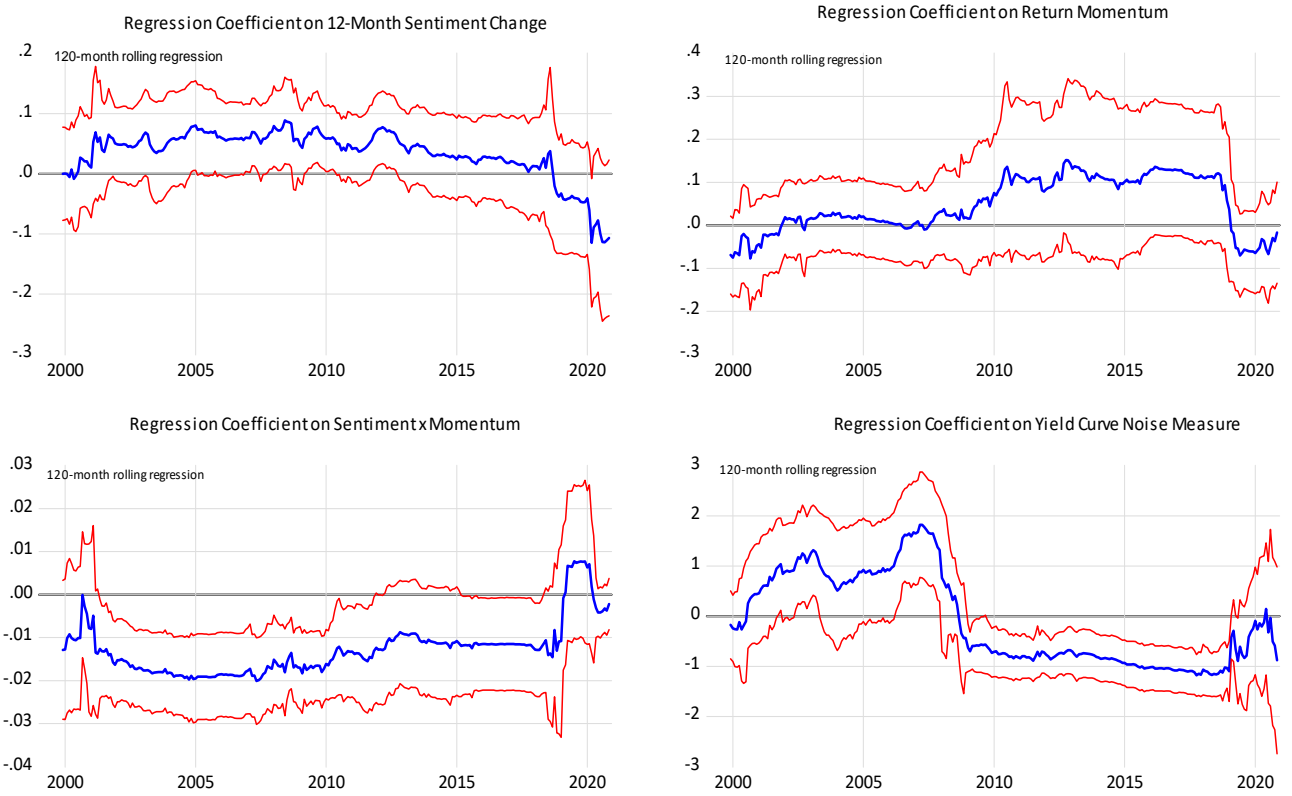 Regression Coefficient on 12-Month Sentiment Change
120-month rolling regression
.2
.1
.0
-.1
-.2
-.3
2000 2005 2010 2015 2020
Regression Coefficient on Return Momentum
120-month rolling regression
.4
.3
.2
.1
.0
-.1
-.2
-.3
2000 2005 2010 2015 2020
Regression Coefficient on Sentiment x Momentum
120-month rolling regression
.03
.02
.01
.00
-.01
-.02
-.03
-.04
2000 2005 2010 2015 2020
Regression Coefficient on Yield Curve Noise Measure
120-month rolling regression
3
2
1
0
-1
-2
-3
2000 2005 2010 2015 2020